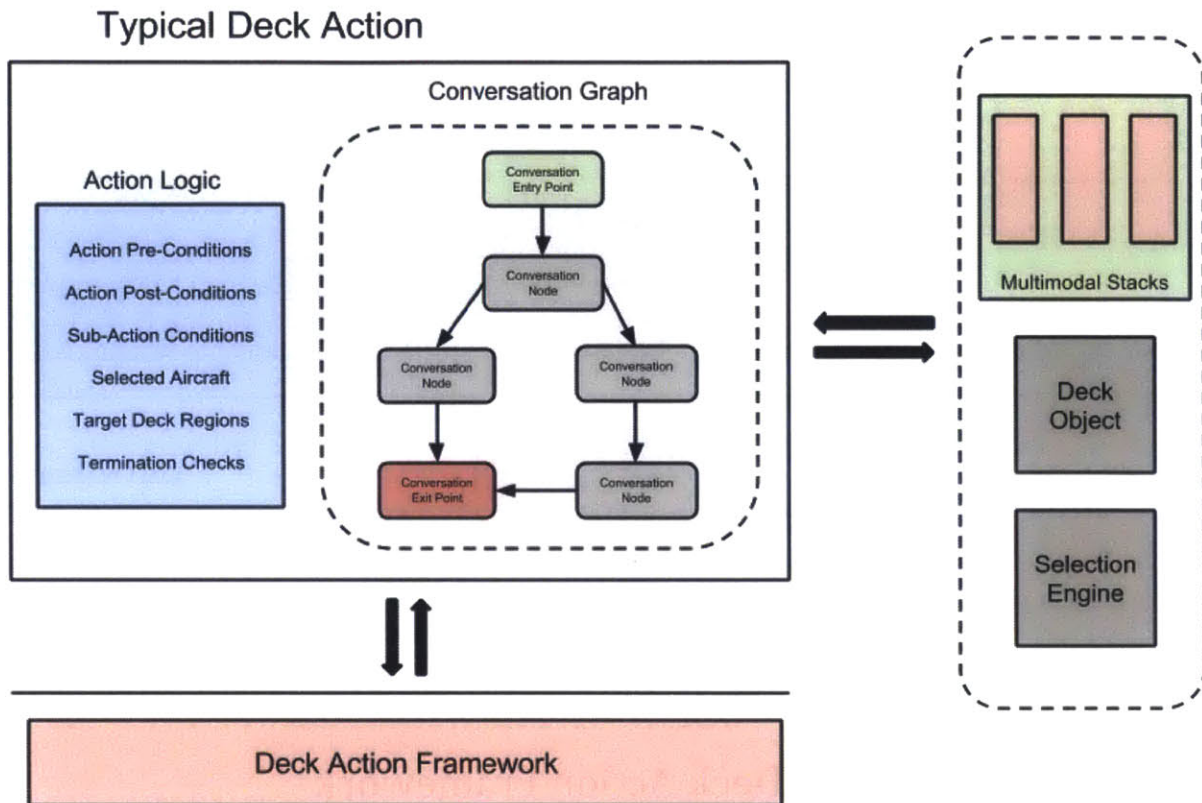 Typical Deck Action
Conversation Graph
Action Logic
Action Pre-Conditions
Action Post-Conditions
Sub-Action Conditions
Selected Aircraft
Target Deck Regions
Termination Checks
Conversation
Entry Point
Conversation
Node
Conversation
Node
Conversation
Node
Conversation
Exit Point
Conversation
Node
Multimodal Stacks
Deck
Object
Selection
Engine
Deck Action Framework